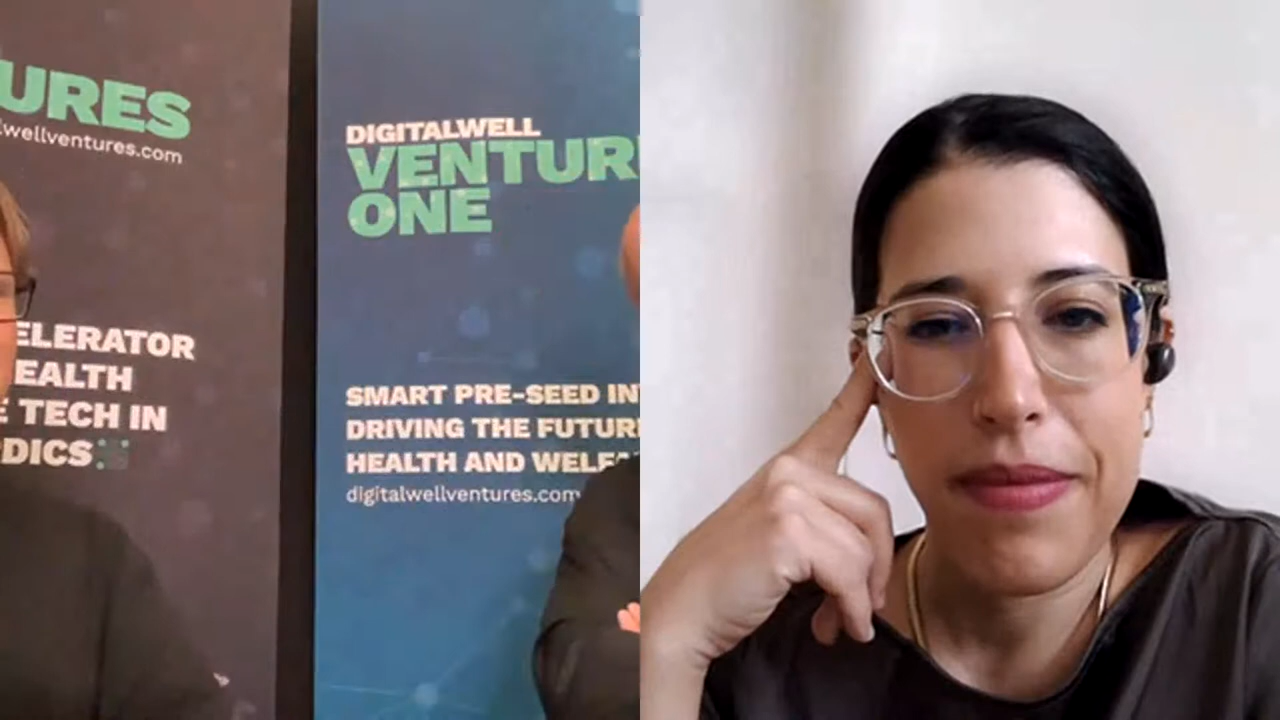 URES
wellventures.com
ELERATOR
EALTH
E TECH IN
DICS
DIGITALWELL
VENTUR
ONE
SMART PRE-SEED IN
DRIVING THE FUTUR
HEALTH AND WELFA
digitalwellventures.com